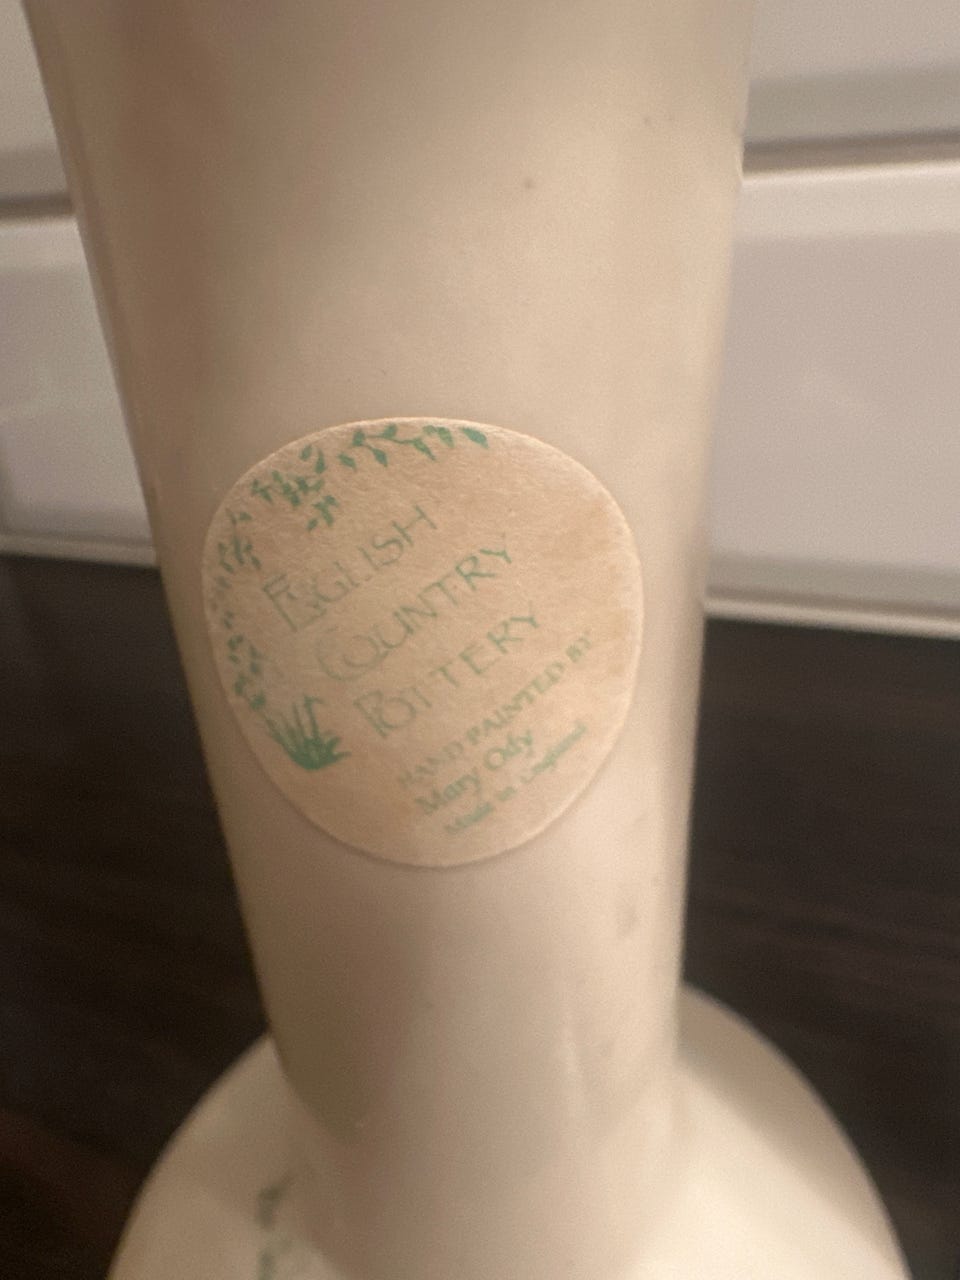 ENGLISH
COUNTRY
POTTERY
HAND PAINTED BY
Mary Ody
Made in England